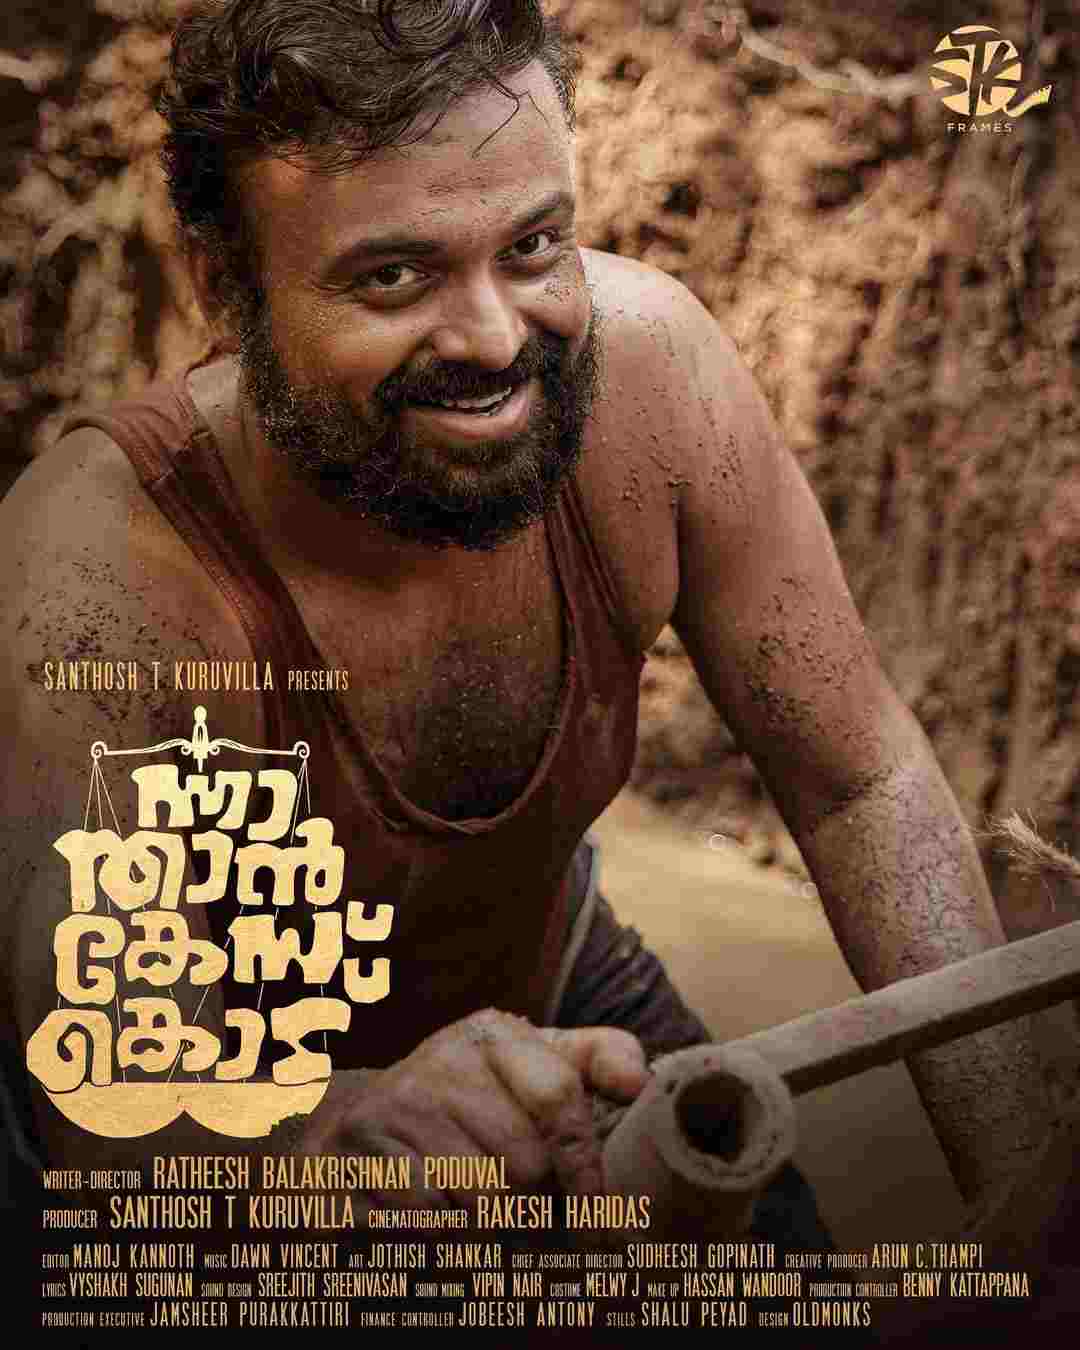 STK
FRAMES
SANTHOSH T KURUVILLA PRESENTS
ന്നാ
താൻ
കേസ്
കൊട്
WRITER-DIRECTOR RATHEESH BALAKRISHNAN PODUVAL
PRODUCER SANTHOSH T KURUVILLA CINEMATOGRAPHER RAKESH HARIDAS
EDITOR MANOJ KANNOTH MUSIC DAWN VINCENT ART JOTHISH SHANKAR CHIEF ASSOCIATE DIRECTOR SUDHEESH GOPINATH CREATIVE PRODUCER ARUN C. THAMPI
LYRICS VYSHAKH SUGUNAN SOUND DESIGN SREEJITH SREENIVASAN SOUND MIXING VIPIN NAIR COSTUME MELWY J MAKE UP HASSAN WANDOOR PRODUCTION CONTROLLER BENNY KATTAPPANA
PRODUCTION EXECUTIVE JAMSHEER PURAKKATTIRI FINANCE CONTROLLER JOBEESH ANTONY STILLS SHALU PEYAD DESIGN OLDMONKS